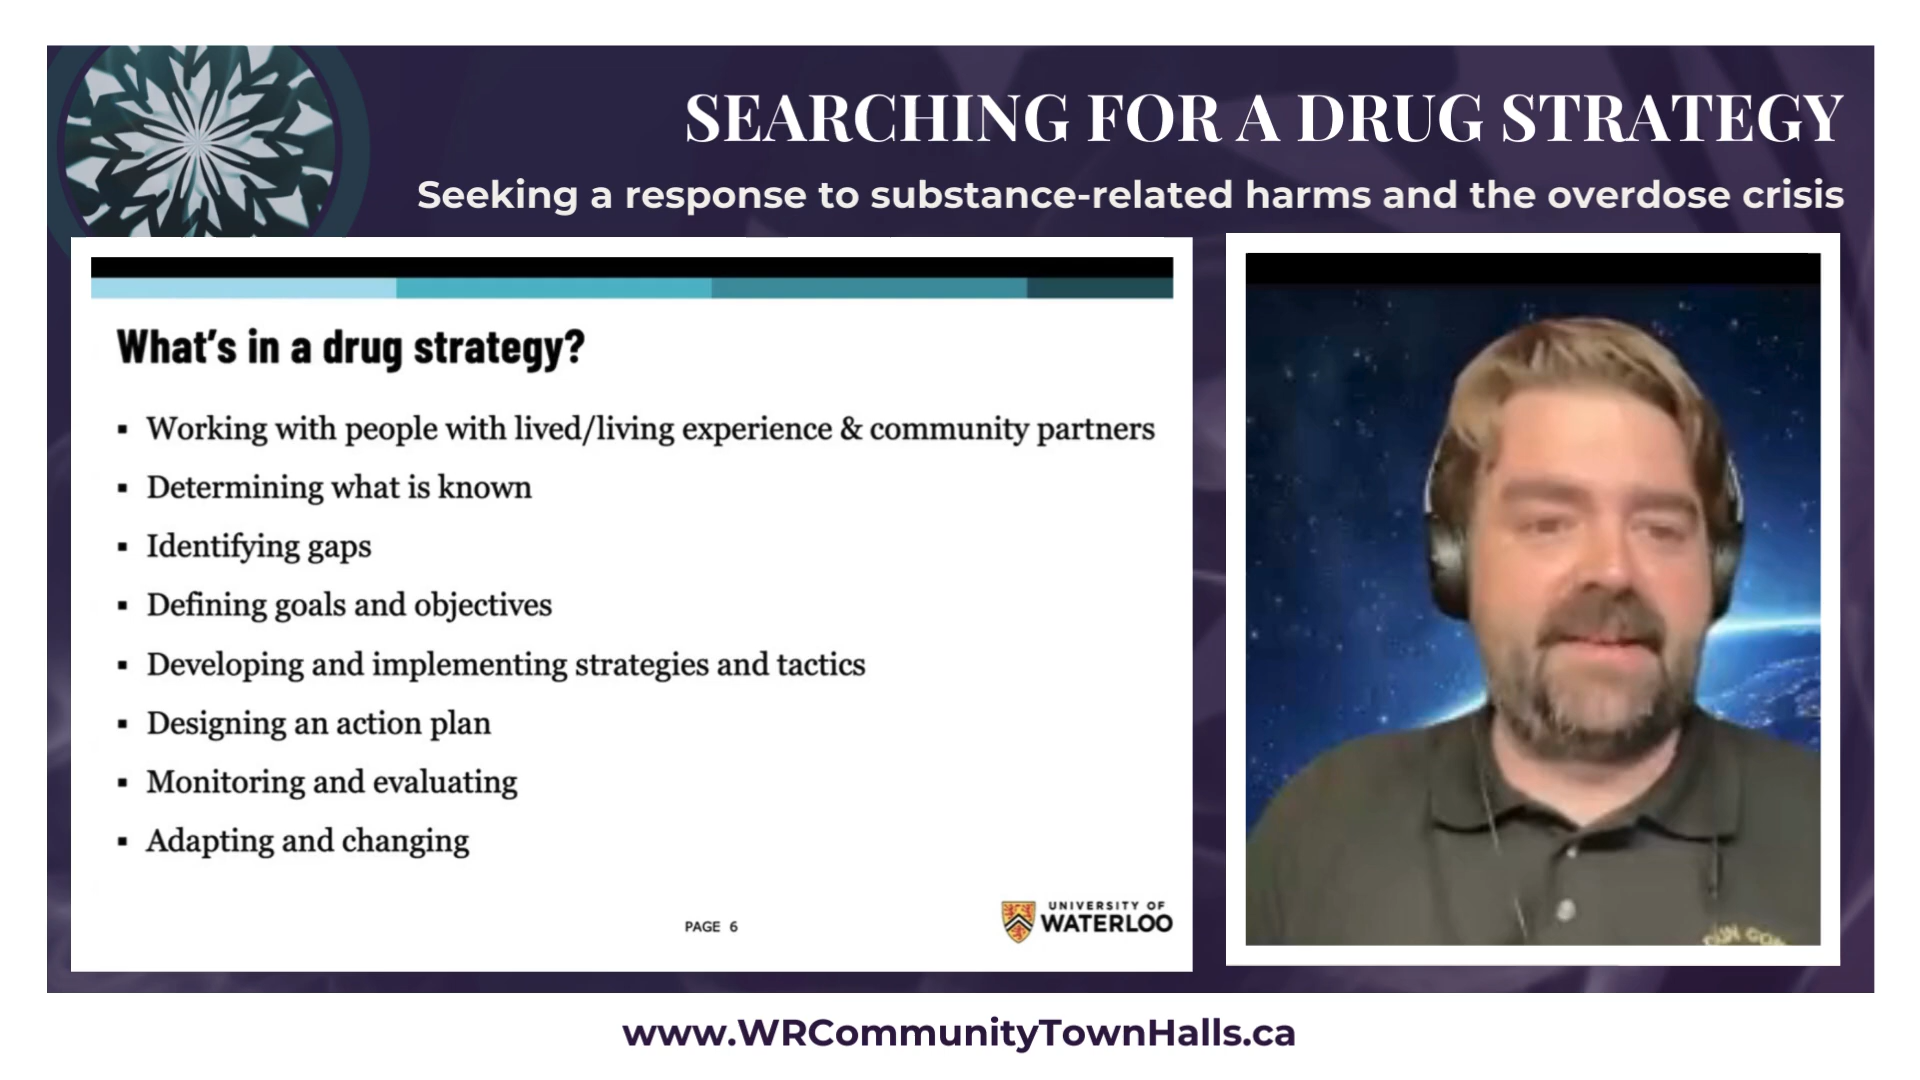 SEARCHING FOR A DRUG STRATEGY
Seeking a response to substance-related harms and the overdose crisis
What's in a drug strategy?
▪ Working with people with lived/living experience & community partners
▪ Determining what is known
▪ Identifying gaps
▪ Defining goals and objectives
▪ Developing and implementing strategies and tactics
▪ Designing an action plan
▪ Monitoring and evaluating
▪ Adapting and changing
PAGE 6
UNIVERSITY OF
WATERLOO
www.WRCommunityTownHalls.ca